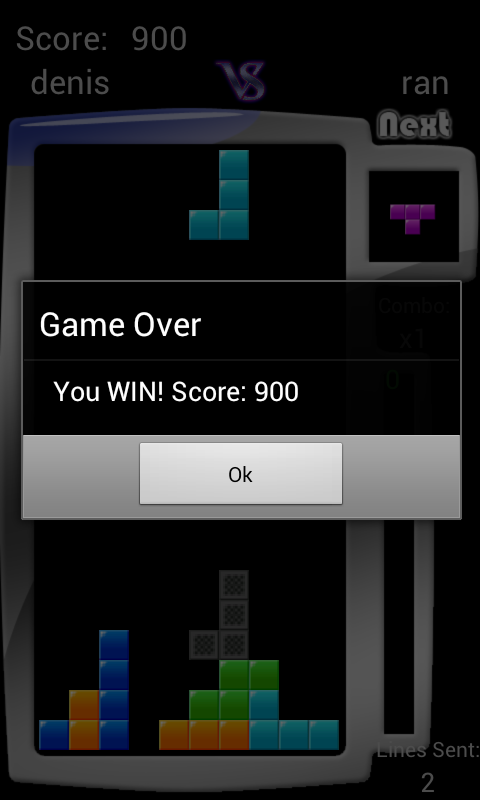 Score: 900
denis VS ran
Next
Combo:
x1
0
Game Over
You WIN! Score: 900
Ok
Lines Sent:
2